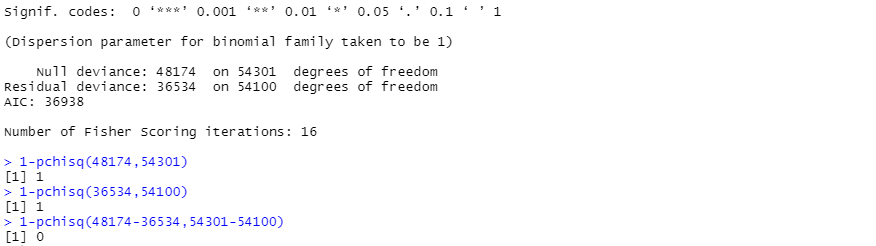 Signif. codes:  0 ‘***’ 0.001 ‘**’ 0.01 ‘*’ 0.05 ‘.’ 0.1 ‘ ’ 1
(Dispersion parameter for binomial family taken to be 1)
    Null deviance: 48174  on 54301  degrees of freedom
Residual deviance: 36534  on 54100  degrees of freedom
AIC: 36938
Number of Fisher Scoring iterations: 16
> 1-pchisq(48174,54301)
[1] 1
> 1-pchisq(36534,54100)
[1] 1
> 1-pchisq(48174-36534,54301-54100)
[1] 0